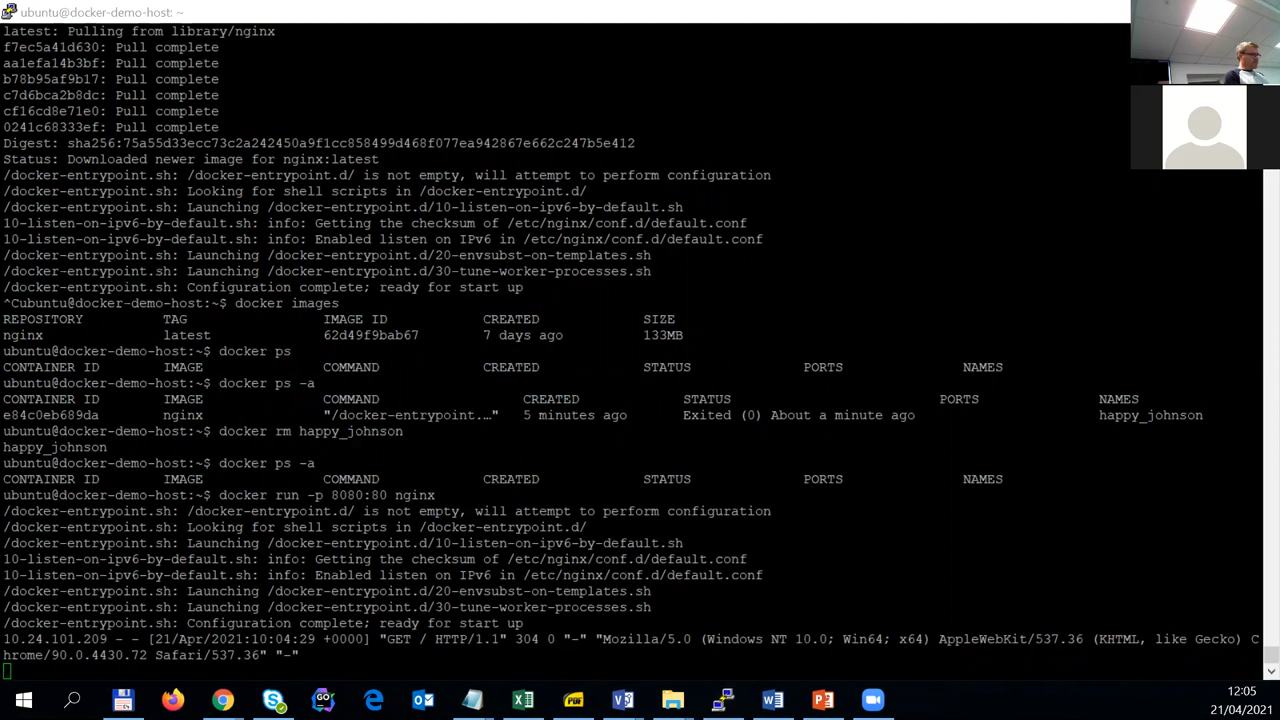 ubuntu@docker-demo-host: ~
latest: Pulling from library/nginx
f7ec5a41d630: Pull complete
aa1efa14b3bf: Pull complete
b78b95af9b17: Pull complete
c7d6bca2b8dc: Pull complete
cf16cd8e71e0: Pull complete
0241c68333ef: Pull complete
Digest: sha256:75a55d33ecc73c2a242450a9f1cc858499d468f077ea942867e662c247b5e412
Status: Downloaded newer image for nginx:latest
/docker-entrypoint.sh: /docker-entrypoint.d/ is not empty, will attempt to perform configuration
/docker-entrypoint.sh: Looking for shell scripts in /docker-entrypoint.d/
/docker-entrypoint.sh: Launching /docker-entrypoint.d/10-listen-on-ipv6-by-default.sh
10-listen-on-ipv6-by-default.sh: info: Getting the checksum of /etc/nginx/conf.d/default.conf
10-listen-on-ipv6-by-default.sh: info: Enabled listen on IPv6 in /etc/nginx/conf.d/default.conf
/docker-entrypoint.sh: Launching /docker-entrypoint.d/20-envsubst-on-templates.sh
/docker-entrypoint.sh: Launching /docker-entrypoint.d/30-tune-worker-processes.sh
/docker-entrypoint.sh: Configuration complete; ready for start up
^Cubuntu@docker-demo-host:~$ docker images
REPOSITORY TAG IMAGE ID CREATED SIZE
nginx latest 62d49f9bab67 7 days ago 133MB
ubuntu@docker-demo-host:~$ docker ps
CONTAINER ID IMAGE COMMAND CREATED STATUS PORTS NAMES
ubuntu@docker-demo-host:~$ docker ps -a
CONTAINER ID IMAGE COMMAND CREATED STATUS PORTS NAMES
e84c0eb689da nginx "/docker-entrypoint.…" 5 minutes ago Exited (0) About a minute ago happy_johnson
ubuntu@docker-demo-host:~$ docker rm happy_johnson
happy_johnson
ubuntu@docker-demo-host:~$ docker ps -a
CONTAINER ID IMAGE COMMAND CREATED STATUS PORTS NAMES
ubuntu@docker-demo-host:~$ docker run -p 8080:80 nginx
/docker-entrypoint.sh: /docker-entrypoint.d/ is not empty, will attempt to perform configuration
/docker-entrypoint.sh: Looking for shell scripts in /docker-entrypoint.d/
/docker-entrypoint.sh: Launching /docker-entrypoint.d/10-listen-on-ipv6-by-default.sh
10-listen-on-ipv6-by-default.sh: info: Getting the checksum of /etc/nginx/conf.d/default.conf
10-listen-on-ipv6-by-default.sh: info: Enabled listen on IPv6 in /etc/nginx/conf.d/default.conf
/docker-entrypoint.sh: Launching /docker-entrypoint.d/20-envsubst-on-templates.sh
/docker-entrypoint.sh: Launching /docker-entrypoint.d/30-tune-worker-processes.sh
/docker-entrypoint.sh: Configuration complete; ready for start up
10.24.101.209 - - [21/Apr/2021:10:04:29 +0000] "GET / HTTP/1.1" 304 0 "-" "Mozilla/5.0 (Windows NT 10.0; Win64; x64) AppleWebKit/537.36 (KHTML, like Gecko) C
hrome/90.0.4430.72 Safari/537.36" "-"
GO
PDF
12:05
21/04/2021